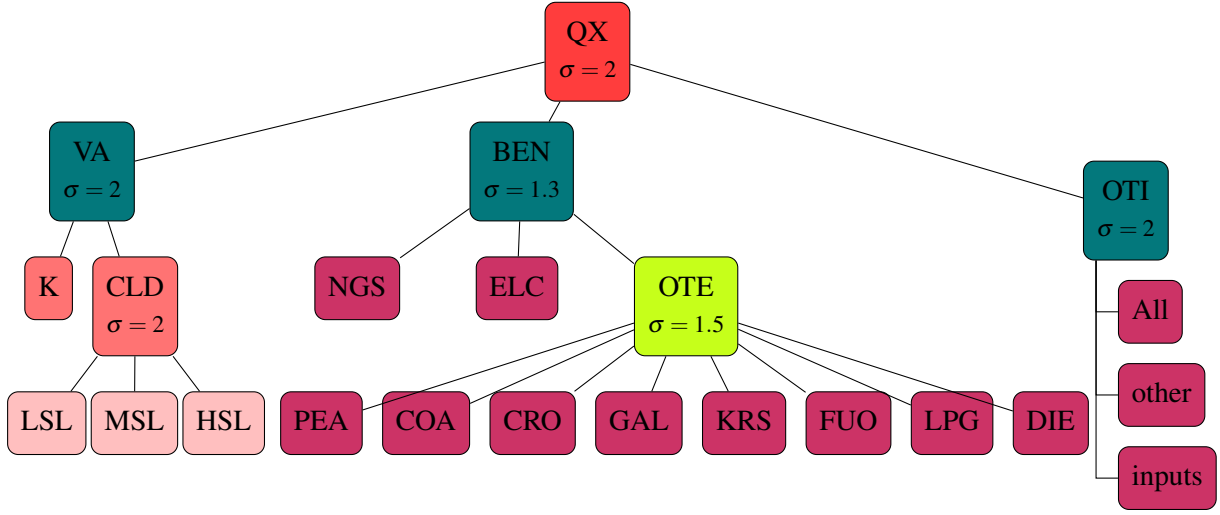 QX
σ = 2
VA
σ = 2
BEN
σ = 1.3
OTI
σ = 2
K
CLD
σ = 2
NGS
ELC
OTE
σ = 1.5
All
other
inputs
LSL
MSL
HSL
PEA
COA
CRO
GAL
KRS
FUO
LPG
DIE